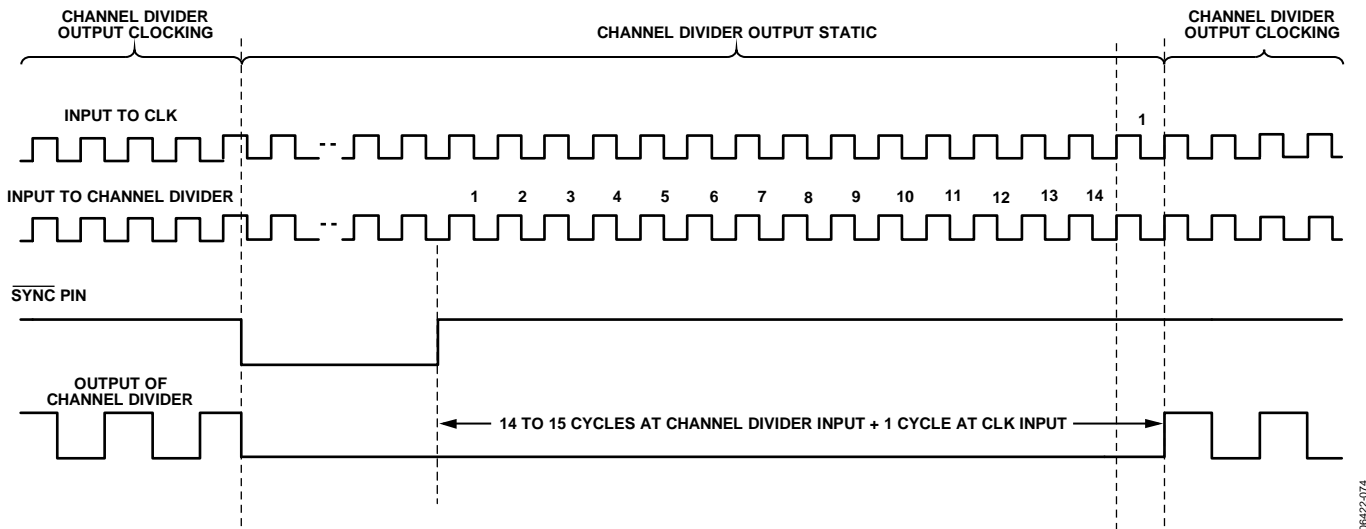 CHANNEL DIVIDER
OUTPUT CLOCKING
CHANNEL DIVIDER OUTPUT STATIC
CHANNEL DIVIDER
OUTPUT CLOCKING
INPUT TO CLK
1
INPUT TO CHANNEL DIVIDER
1 2 3 4 5 6 7 8 9 10 11 12 13 14
SYNC PIN
OUTPUT OF
CHANNEL DIVIDER
14 TO 15 CYCLES AT CHANNEL DIVIDER INPUT + 1 CYCLE AT CLK INPUT
06422-074